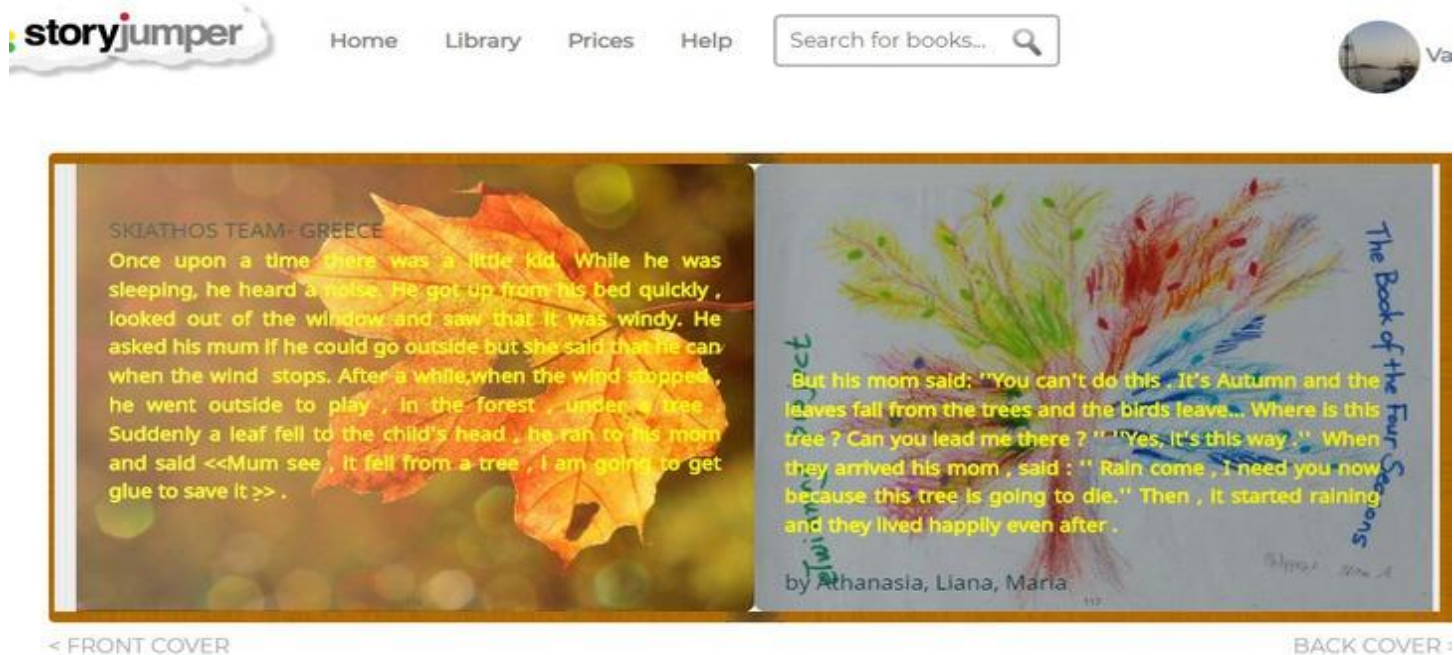 storyjumper
Home Library Prices Help Search for books...
Va
SKIATHOS TEAM- GREECE
Once upon a time there was a little kid. While he was
sleeping, he heard a noise. He got up from his bed quickly ,
looked out of the window and saw that it was windy. He
asked his mum if he could go outside but she said that he can
when the wind stops. After a while,when the wind stopped ,
he went outside to play , in the forest , under a tree .
Suddenly a leaf fell to the child's head , he ran to his mom
and said <<Mum see , it fell from a tree , i am going to get
glue to save it >> .
But his mom said: ''You can't do this . It's Autumn and the
leaves fall from the trees and the birds leave... Where is this
tree ? Can you lead me there ? '' ''Yes, it's this way .'' When
they arrived his mom , said : '' Rain come , I need you now
because this tree is going to die.'' Then , it started raining
and they lived happily even after .
by Athanasia, Liana, Maria
eTwinning project
The Book of the Four Seasons
117
< FRONT COVER
BACK COVER >